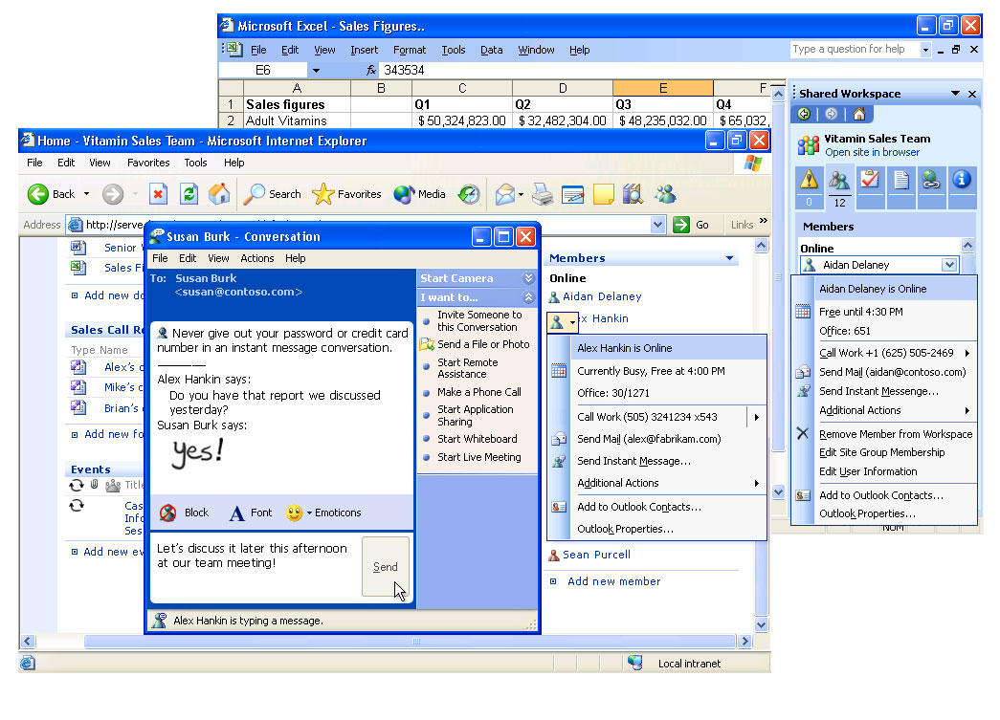 Microsoft Excel - Sales Figures..
File Edit View Insert Format Tools Data Window Help
Type a question for help
E6 fx 343534
A B C D E F
1 Sales figures Q1 Q2 Q3 Q4
2 Adult Vitamins $ 50,324,823.00 $ 32,482,304.00 $ 48,235,032.00 $ 65,032,
Shared Workspace
Vitamin Sales Team
Open site in browser
0 12
Members
Online
Aidan Delaney
Aidan Delaney is Online
Free until 4:30 PM
Office: 651
Call Work +1 (625) 505-2469
Send Mail (aidan@contoso.com)
Send Instant Messenge...
Additional Actions
Remove Member from Workspace
Edit Site Group Membership
Edit User Information
Add to Outlook Contacts...
Outlook Properties...
NUM
Home - Vitamin Sales Team - Microsoft Internet Explorer
File Edit View Favorites Tools Help
Back Search Favorites Media
Address http://serve Go Links »
Senior
Sales Fi
Add new do
Sales Call Re
Type Name
Alex's c
Mike's c
Brian's c
Add new fo
Events
Title
Cas
Info
Ses
Add new ev
Susan Burk - Conversation
File Edit View Actions Help
To: Susan Burk
<susan@contoso.com>
Never give out your password or credit card
number in an instant message conversation.
Alex Hankin says:
Do you have that report we discussed
yesterday?
Susan Burk says:
yes!
Block A Font Emoticons
Let's discuss it later this afternoon
at our team meeting!
Send
Alex Hankin is typing a message.
Start Camera
I want to...
Invite Someone to
this Conversation
Send a File or Photo
Start Remote
Assistance
Make a Phone Call
Start Application
Sharing
Start Whiteboard
Start Live Meeting
Members
Online
Aidan Delaney
x Hankin
Alex Hankin is Online
Currently Busy, Free at 4:00 PM
Office: 30/1271
Call Work (505) 3241234 x543
Send Mail (alex@fabrikam.com)
Send Instant Message...
Additional Actions
Add to Outlook Contacts...
Outlook Properties...
Sean Purcell
Add new member
Local intranet